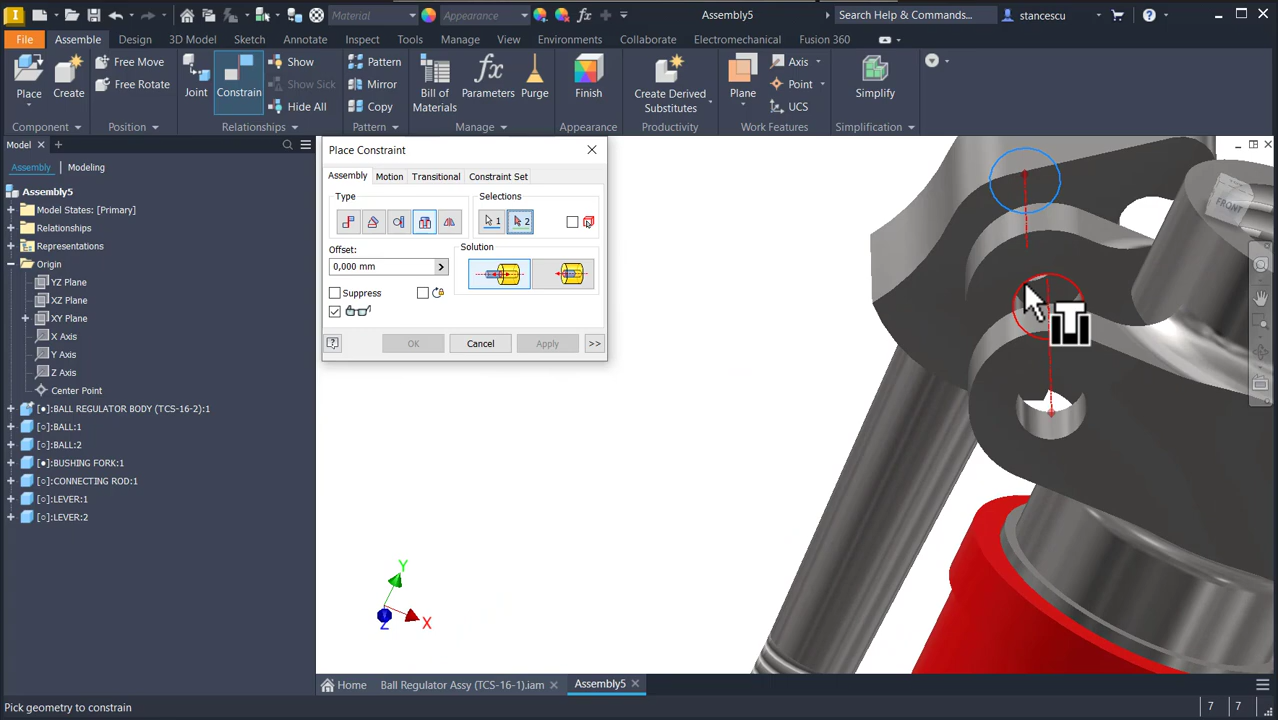 Material
Appearance
Assembly5
Search Help & Commands...
stancescu
File
Assemble
Design
3D Model
Sketch
Annotate
Inspect
Tools
Manage
View
Environments
Collaborate
Electromechanical
Fusion 360
Place
Create
Free Move
Free Rotate
Joint
Constrain
Show
Show Sick
Hide All
Pattern
Mirror
Copy
Bill of
Materials
Parameters
Purge
Finish
Create Derived
Substitutes
Plane
Axis
Point
UCS
Simplify
Component
Position
Relationships
Pattern
Manage
Appearance
Productivity
Work Features
Simplification
Model
Assembly
Modeling
Assembly5
Model States: [Primary]
Relationships
Representations
Origin
YZ Plane
XZ Plane
XY Plane
X Axis
Y Axis
Z Axis
Center Point
[●]:BALL REGULATOR BODY (TCS-16-2):1
[○]:BALL:1
[○]:BALL:2
[●]:BUSHING FORK:1
[○]:CONNECTING ROD:1
[○]:LEVER:1
[○]:LEVER:2
Place Constraint
Assembly
Motion
Transitional
Constraint Set
Type
Selections
1
2
Offset:
0,000 mm
Solution
Suppress
OK
Cancel
Apply
>>
FRONT
Y
X
Z
Home
Ball Regulator Assy (TCS-16-1).iam
Assembly5
Pick geometry to constrain
7
7